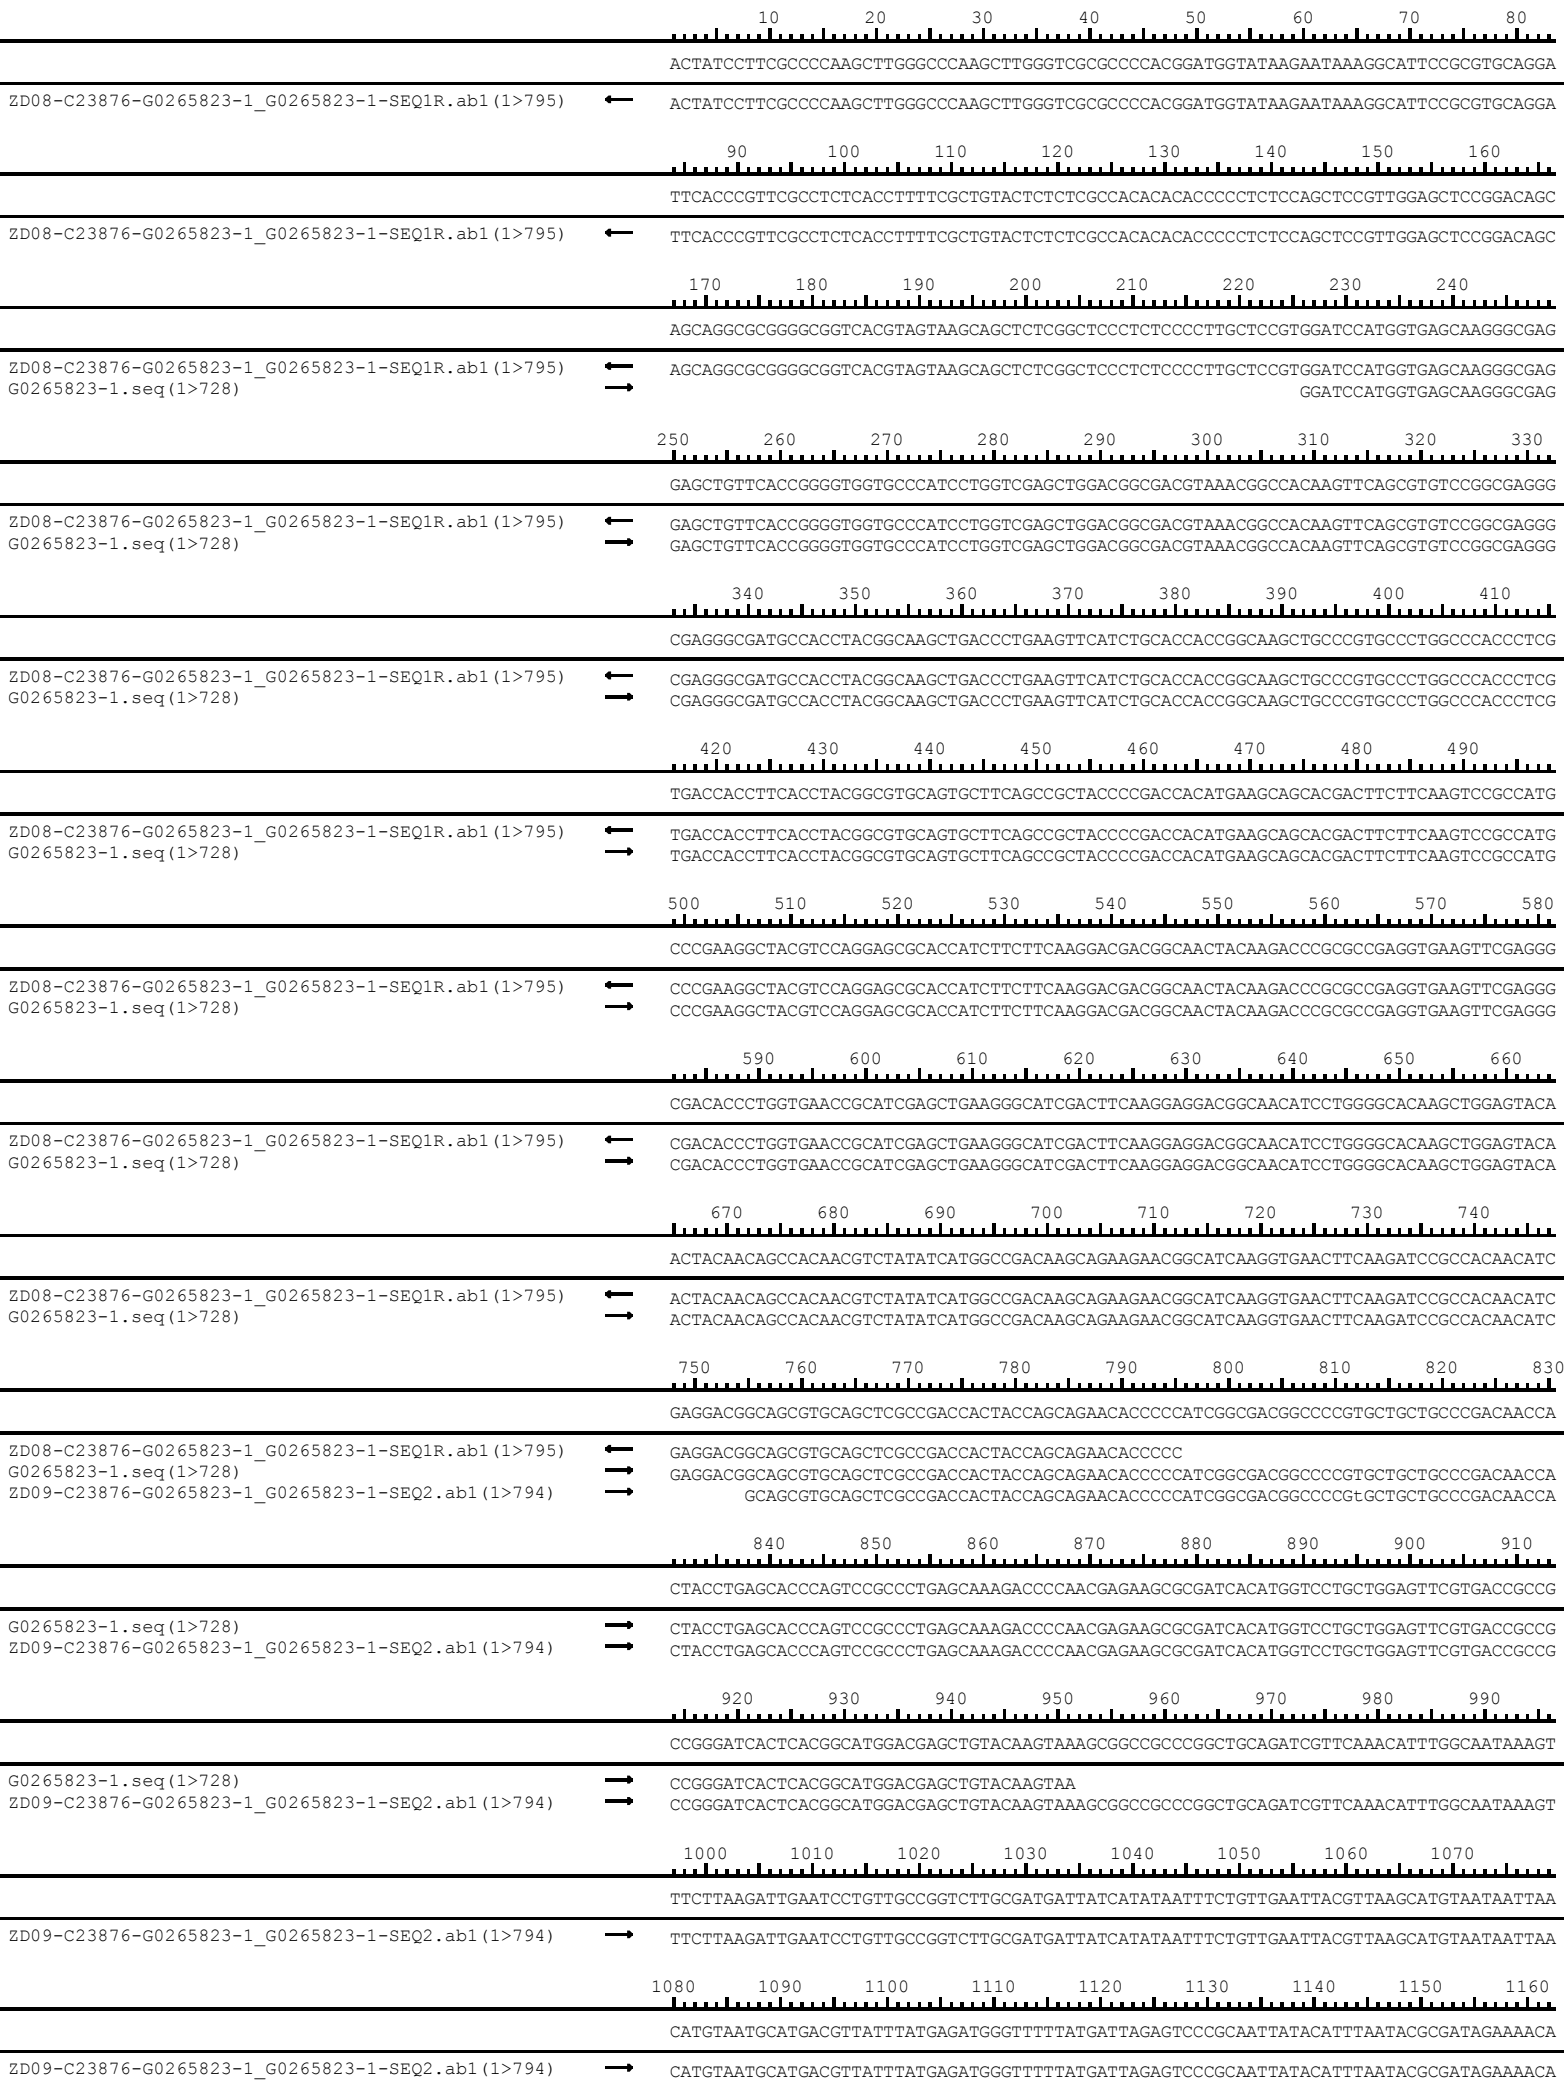 10 20 30 40 50 60 70 80
ACTATCCTTCGCCCCAAGCTTGGGCCCAAGCTTGGGTCGCGCCCCACGGATGGTATAAGAATAAAGGCATTCCGCGTGCAGGA
ZD08-C23876-G0265823-1_G0265823-1-SEQ1R.ab1(1>795) ← ACTATCCTTCGCCCCAAGCTTGGGCCCAAGCTTGGGTCGCGCCCCACGGATGGTATAAGAATAAAGGCATTCCGCGTGCAGGA
90 100 110 120 130 140 150 160
TTCACCCGTTCGCCTCTCACCTTTTCGCTGTACTCTCTCGCCACACACACCCCCTCTCCAGCTCCGTTGGAGCTCCGGACAGC
ZD08-C23876-G0265823-1_G0265823-1-SEQ1R.ab1(1>795) ← TTCACCCGTTCGCCTCTCACCTTTTCGCTGTACTCTCTCGCCACACACACCCCCTCTCCAGCTCCGTTGGAGCTCCGGACAGC
170 180 190 200 210 220 230 240
AGCAGGCGCGGGGCGGTCACGTAGTAAGCAGCTCTCGGCTCCCTCTCCCCTTGCTCCGTGGATCCATGGTGAGCAAGGGCGAG
ZD08-C23876-G0265823-1_G0265823-1-SEQ1R.ab1(1>795) ← AGCAGGCGCGGGGCGGTCACGTAGTAAGCAGCTCTCGGCTCCCTCTCCCCTTGCTCCGTGGATCCATGGTGAGCAAGGGCGAG
G0265823-1.seq(1>728) → GGATCCATGGTGAGCAAGGGCGAG
250 260 270 280 290 300 310 320 330
GAGCTGTTCACCGGGGTGGTGCCCATCCTGGTCGAGCTGGACGGCGACGTAAACGGCCACAAGTTCAGCGTGTCCGGCGAGGG
ZD08-C23876-G0265823-1_G0265823-1-SEQ1R.ab1(1>795) ← GAGCTGTTCACCGGGGTGGTGCCCATCCTGGTCGAGCTGGACGGCGACGTAAACGGCCACAAGTTCAGCGTGTCCGGCGAGGG
G0265823-1.seq(1>728) → GAGCTGTTCACCGGGGTGGTGCCCATCCTGGTCGAGCTGGACGGCGACGTAAACGGCCACAAGTTCAGCGTGTCCGGCGAGGG
340 350 360 370 380 390 400 410
CGAGGGCGATGCCACCTACGGCAAGCTGACCCTGAAGTTCATCTGCACCACCGGCAAGCTGCCCGTGCCCTGGCCCACCCTCG
ZD08-C23876-G0265823-1_G0265823-1-SEQ1R.ab1(1>795) ← CGAGGGCGATGCCACCTACGGCAAGCTGACCCTGAAGTTCATCTGCACCACCGGCAAGCTGCCCGTGCCCTGGCCCACCCTCG
G0265823-1.seq(1>728) → CGAGGGCGATGCCACCTACGGCAAGCTGACCCTGAAGTTCATCTGCACCACCGGCAAGCTGCCCGTGCCCTGGCCCACCCTCG
420 430 440 450 460 470 480 490
TGACCACCTTCACCTACGGCGTGCAGTGCTTCAGCCGCTACCCCGACCACATGAAGCAGCACGACTTCTTCAAGTCCGCCATG
ZD08-C23876-G0265823-1_G0265823-1-SEQ1R.ab1(1>795) ← TGACCACCTTCACCTACGGCGTGCAGTGCTTCAGCCGCTACCCCGACCACATGAAGCAGCACGACTTCTTCAAGTCCGCCATG
G0265823-1.seq(1>728) → TGACCACCTTCACCTACGGCGTGCAGTGCTTCAGCCGCTACCCCGACCACATGAAGCAGCACGACTTCTTCAAGTCCGCCATG
500 510 520 530 540 550 560 570 580
CCCGAAGGCTACGTCCAGGAGCGCACCATCTTCTTCAAGGACGACGGCAACTACAAGACCCGCGCCGAGGTGAAGTTCGAGGG
ZD08-C23876-G0265823-1_G0265823-1-SEQ1R.ab1(1>795) ← CCCGAAGGCTACGTCCAGGAGCGCACCATCTTCTTCAAGGACGACGGCAACTACAAGACCCGCGCCGAGGTGAAGTTCGAGGG
G0265823-1.seq(1>728) → CCCGAAGGCTACGTCCAGGAGCGCACCATCTTCTTCAAGGACGACGGCAACTACAAGACCCGCGCCGAGGTGAAGTTCGAGGG
590 600 610 620 630 640 650 660
CGACACCCTGGTGAACCGCATCGAGCTGAAGGGCATCGACTTCAAGGAGGACGGCAACATCCTGGGGCACAAGCTGGAGTACA
ZD08-C23876-G0265823-1_G0265823-1-SEQ1R.ab1(1>795) ← CGACACCCTGGTGAACCGCATCGAGCTGAAGGGCATCGACTTCAAGGAGGACGGCAACATCCTGGGGCACAAGCTGGAGTACA
G0265823-1.seq(1>728) → CGACACCCTGGTGAACCGCATCGAGCTGAAGGGCATCGACTTCAAGGAGGACGGCAACATCCTGGGGCACAAGCTGGAGTACA
670 680 690 700 710 720 730 740
ACTACAACAGCCACAACGTCTATATCATGGCCGACAAGCAGAAGAACGGCATCAAGGTGAACTTCAAGATCCGCCACAACATC
ZD08-C23876-G0265823-1_G0265823-1-SEQ1R.ab1(1>795) ← ACTACAACAGCCACAACGTCTATATCATGGCCGACAAGCAGAAGAACGGCATCAAGGTGAACTTCAAGATCCGCCACAACATC
G0265823-1.seq(1>728) → ACTACAACAGCCACAACGTCTATATCATGGCCGACAAGCAGAAGAACGGCATCAAGGTGAACTTCAAGATCCGCCACAACATC
750 760 770 780 790 800 810 820 830
GAGGACGGCAGCGTGCAGCTCGCCGACCACTACCAGCAGAACACCCCCATCGGCGACGGCCCCGTGCTGCTGCCCGACAACCA
ZD08-C23876-G0265823-1_G0265823-1-SEQ1R.ab1(1>795) ← GAGGACGGCAGCGTGCAGCTCGCCGACCACTACCAGCAGAACACCCCC
G0265823-1.seq(1>728) → GAGGACGGCAGCGTGCAGCTCGCCGACCACTACCAGCAGAACACCCCCATCGGCGACGGCCCCGTGCTGCTGCCCGACAACCA
ZD09-C23876-G0265823-1_G0265823-1-SEQ2.ab1(1>794) → GCAGCGTGCAGCTCGCCGACCACTACCAGCAGAACACCCCCATCGGCGACGGCCCCGtGCTGCTGCCCGACAACCA
840 850 860 870 880 890 900 910
CTACCTGAGCACCCAGTCCGCCCTGAGCAAAGACCCCAACGAGAAGCGCGATCACATGGTCCTGCTGGAGTTCGTGACCGCCG
G0265823-1.seq(1>728) → CTACCTGAGCACCCAGTCCGCCCTGAGCAAAGACCCCAACGAGAAGCGCGATCACATGGTCCTGCTGGAGTTCGTGACCGCCG
ZD09-C23876-G0265823-1_G0265823-1-SEQ2.ab1(1>794) → CTACCTGAGCACCCAGTCCGCCCTGAGCAAAGACCCCAACGAGAAGCGCGATCACATGGTCCTGCTGGAGTTCGTGACCGCCG
920 930 940 950 960 970 980 990
CCGGGATCACTCACGGCATGGACGAGCTGTACAAGTAAAGCGGCCGCCCGGCTGCAGATCGTTCAAACATTTGGCAATAAAGT
G0265823-1.seq(1>728) → CCGGGATCACTCACGGCATGGACGAGCTGTACAAGTAA
ZD09-C23876-G0265823-1_G0265823-1-SEQ2.ab1(1>794) → CCGGGATCACTCACGGCATGGACGAGCTGTACAAGTAAAGCGGCCGCCCGGCTGCAGATCGTTCAAACATTTGGCAATAAAGT
1000 1010 1020 1030 1040 1050 1060 1070
TTCTTAAGATTGAATCCTGTTGCCGGTCTTGCGATGATTATCATATAATTTCTGTTGAATTACGTTAAGCATGTAATAATTAA
ZD09-C23876-G0265823-1_G0265823-1-SEQ2.ab1(1>794) → TTCTTAAGATTGAATCCTGTTGCCGGTCTTGCGATGATTATCATATAATTTCTGTTGAATTACGTTAAGCATGTAATAATTAA
1080 1090 1100 1110 1120 1130 1140 1150 1160
CATGTAATGCATGACGTTATTTATGAGATGGGTTTTTATGATTAGAGTCCCGCAATTATACATTTAATACGCGATAGAAAACA
ZD09-C23876-G0265823-1_G0265823-1-SEQ2.ab1(1>794) → CATGTAATGCATGACGTTATTTATGAGATGGGTTTTTATGATTAGAGTCCCGCAATTATACATTTAATACGCGATAGAAAACA